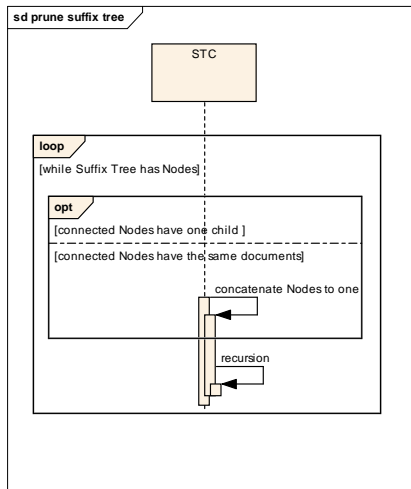 sd prune suffix tree
STC
loop
[while Suffix Tree has Nodes]
opt
[connected Nodes have one child ]
[connected Nodes have the same documents]
concatenate Nodes to one
recursion